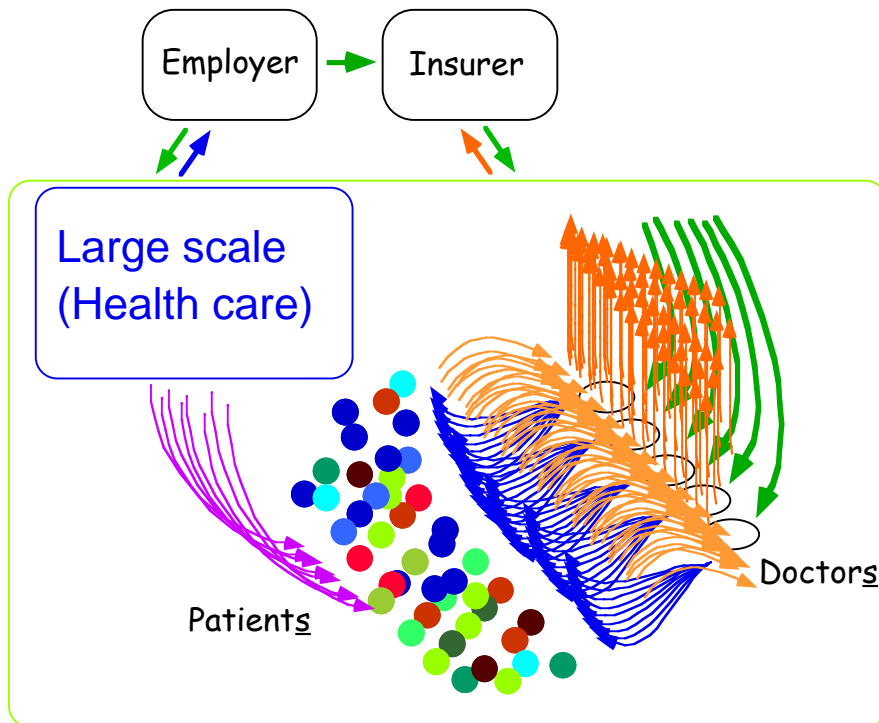 Employer
Insurer
Large scale
(Health care)
Doctors
Patients